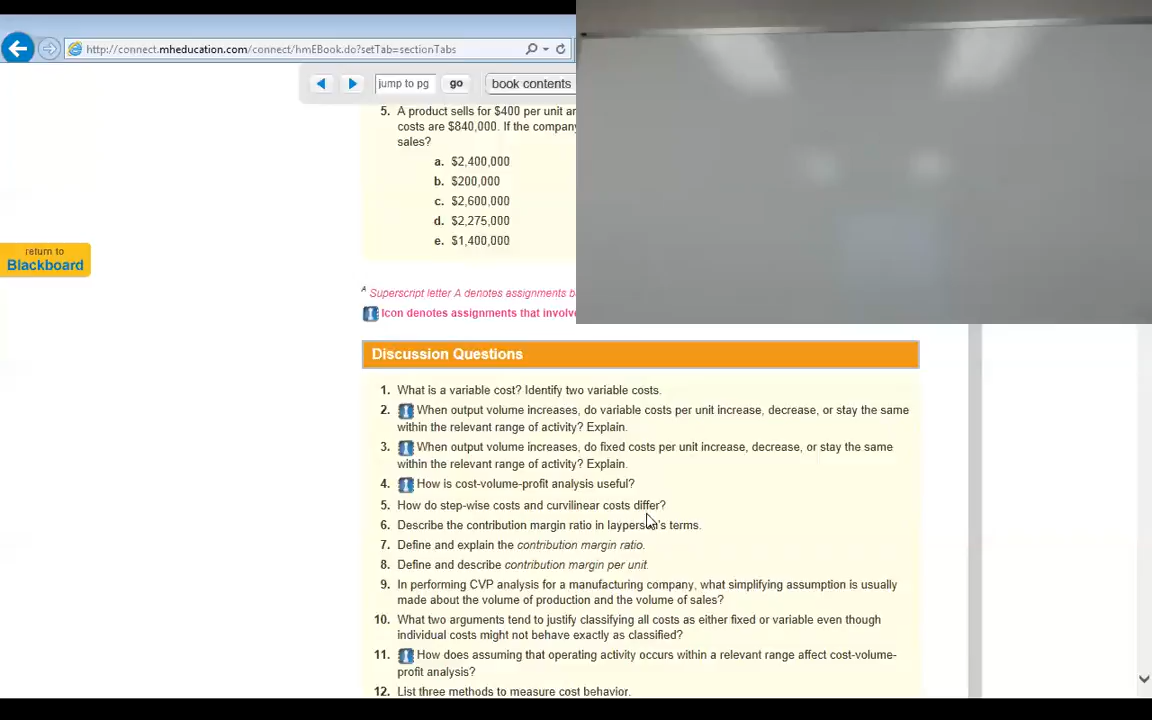 http://connect.mheducation.com/connect/hmEBook.do?setTab=sectionTabs
jump to pg go book contents
5. A product sells for $400 per unit
costs are $840,000. If the company
sales?
a. $2,400,000
b. $200,000
c. $2,600,000
d. $2,275,000
e. $1,400,000
return to
Blackboard
A Superscript letter A denotes assignments
Icon denotes assignments that
Discussion Questions
1. What is a variable cost? Identify two variable costs.
2. When output volume increases, do variable costs per unit increase, decrease, or stay the same
within the relevant range of activity? Explain.
3. When output volume increases, do fixed costs per unit increase, decrease, or stay the same
within the relevant range of activity? Explain.
4. How is cost-volume-profit analysis useful?
5. How do step-wise costs and curvilinear costs differ?
6. Describe the contribution margin ratio in layperson's terms.
7. Define and explain the contribution margin ratio.
8. Define and describe contribution margin per unit.
9. In performing CVP analysis for a manufacturing company, what simplifying assumption is usually
made about the volume of production and the volume of sales?
10. What two arguments tend to justify classifying all costs as either fixed or variable even though
individual costs might not behave exactly as classified?
11. How does assuming that operating activity occurs within a relevant range affect cost-volume-
profit analysis?
12. List three methods to measure cost behavior.